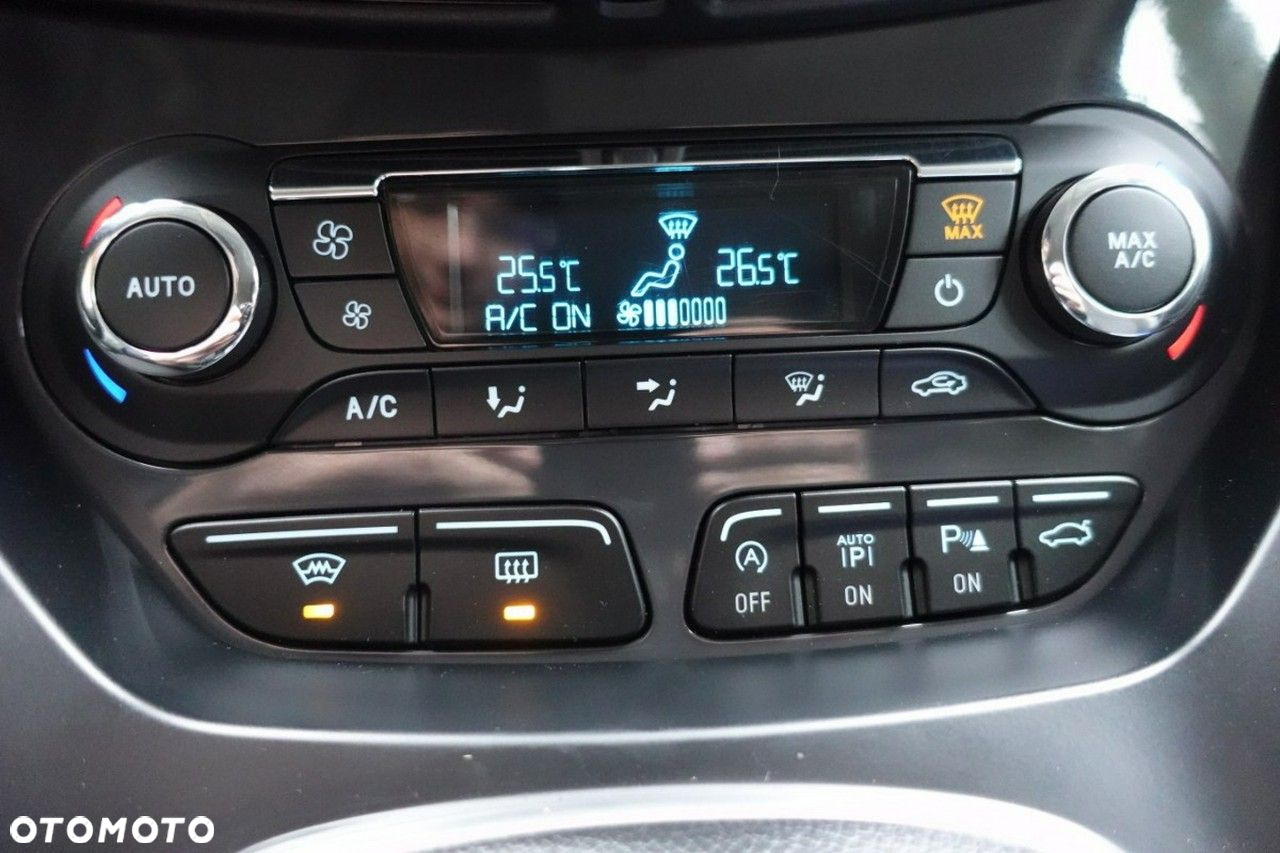 AUTO
25.5°C
26.5°C
A/C ON
MAX
MAX
A/C
A/C
A
OFF
AUTO
IPI
ON
P
ON
OTOMOTO